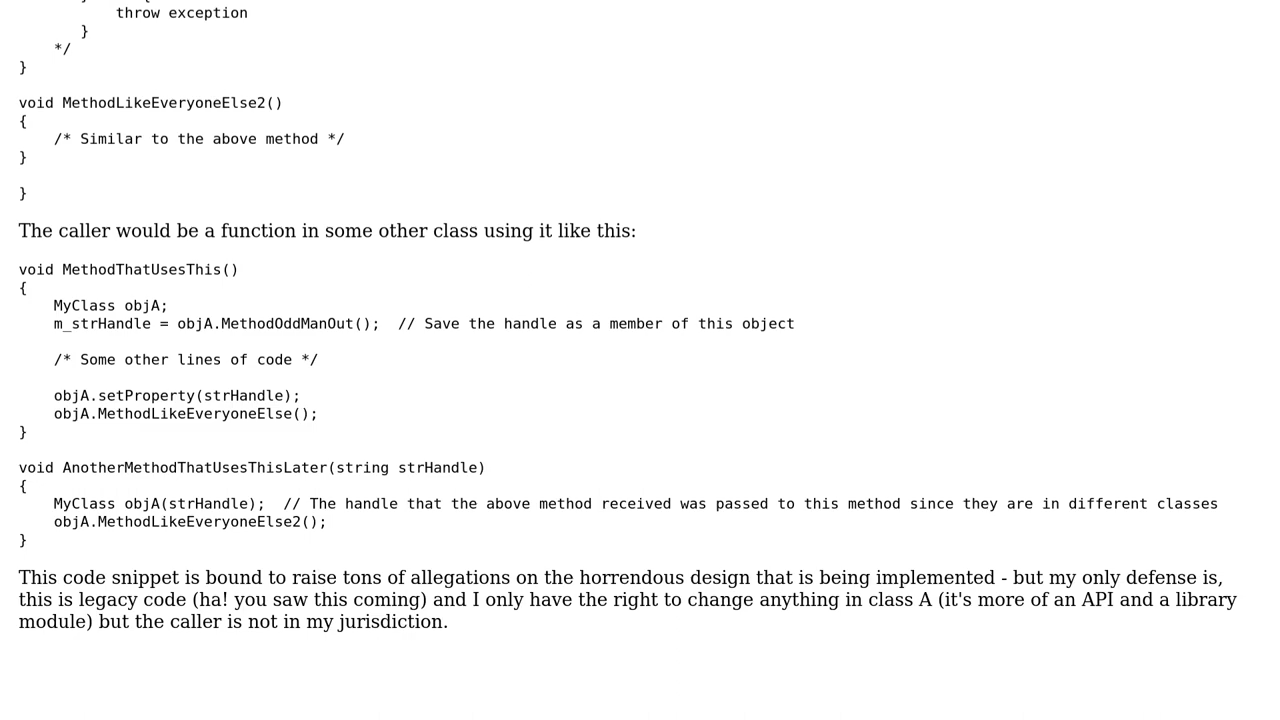 throw exception
}
*/
}
void MethodLikeEveryoneElse2()
{
/* Similar to the above method */
}
}
The caller would be a function in some other class using it like this:
void MethodThatUsesThis()
{
MyClass objA;
m_strHandle = objA.MethodOddManOut();  // Save the handle as a member of this object
/* Some other lines of code */
objA.setProperty(strHandle);
objA.MethodLikeEveryoneElse();
}
void AnotherMethodThatUsesThisLater(string strHandle)
{
MyClass objA(strHandle);  // The handle that the above method received was passed to this method since they are in different classes
objA.MethodLikeEveryoneElse2();
}
This code snippet is bound to raise tons of allegations on the horrendous design that is being implemented - but my only defense is,
this is legacy code (ha! you saw this coming) and I only have the right to change anything in class A (it's more of an API and a library
module) but the caller is not in my jurisdiction.